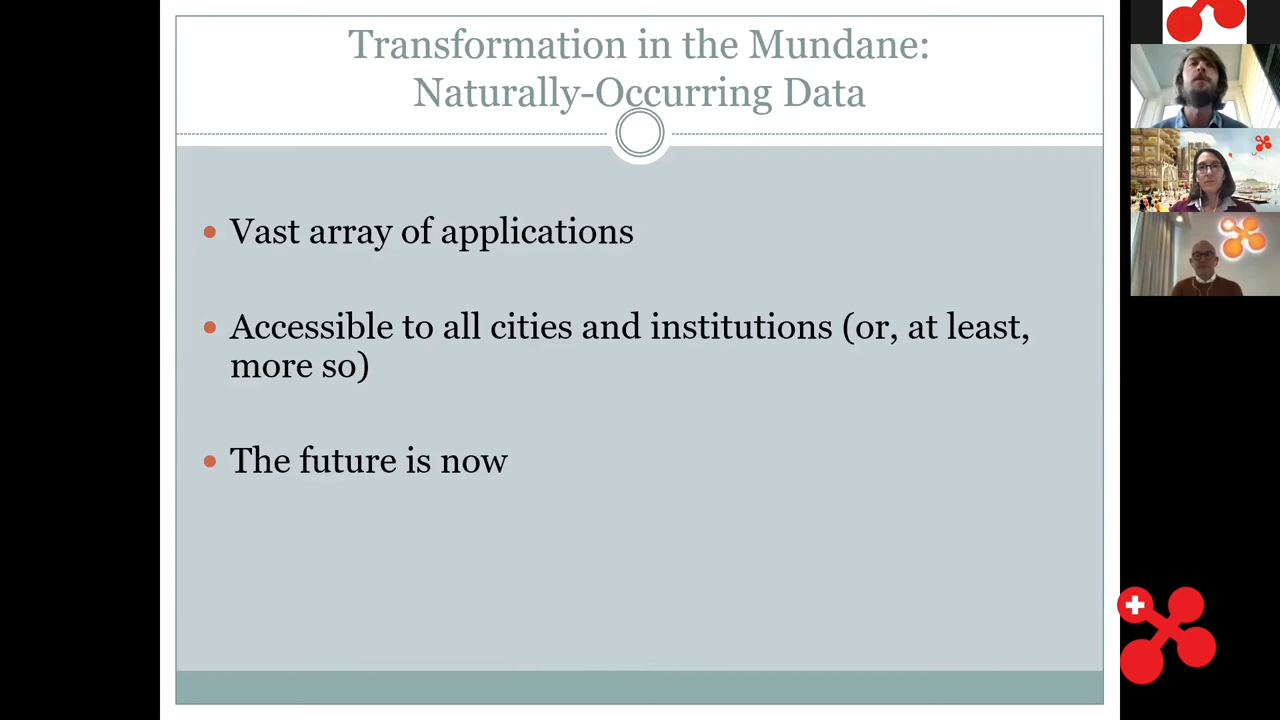 Transformation in the Mundane:
Naturally-Occurring Data
Vast array of applications
Accessible to all cities and institutions (or, at least,
more so)
The future is now